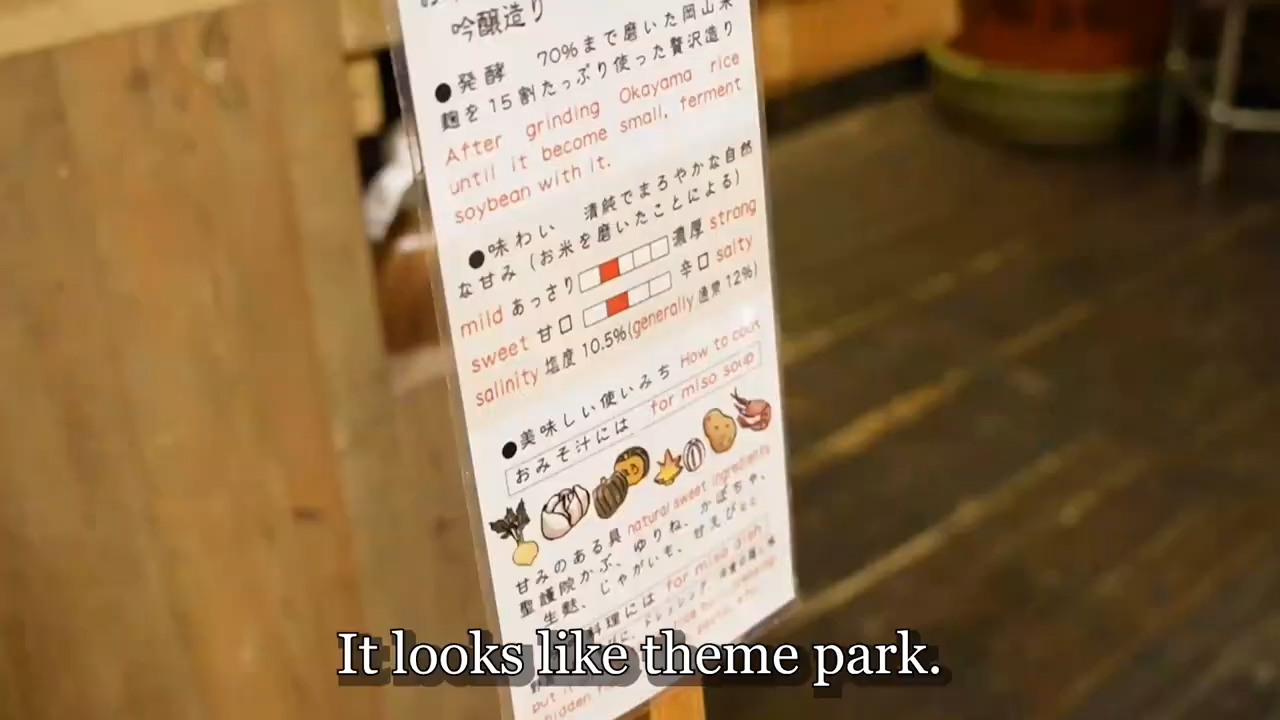 吟醸造り
●発酵 70%まで磨いた岡山米
麹を15割たっぷり使った贅沢造り
After grinding Okayama rice
until it become small, ferment
soybean with it.
●味わい 清純でまろやかな自然
な甘み(お米を磨いたことによる)
mild あっさり 濃厚 strong
sweet 甘口 辛口 salty
salinity 塩度 10.5%(generally 通常 12%)
●美味しい使いみち How to cous
おみそ汁には for miso soup
甘みのある具 natural sweet ingredients
聖護院かぶ、ゆりね、かぼちゃ、
生麩、じゃがいも、甘えびなど
料理には for miso dish
It looks like theme park.